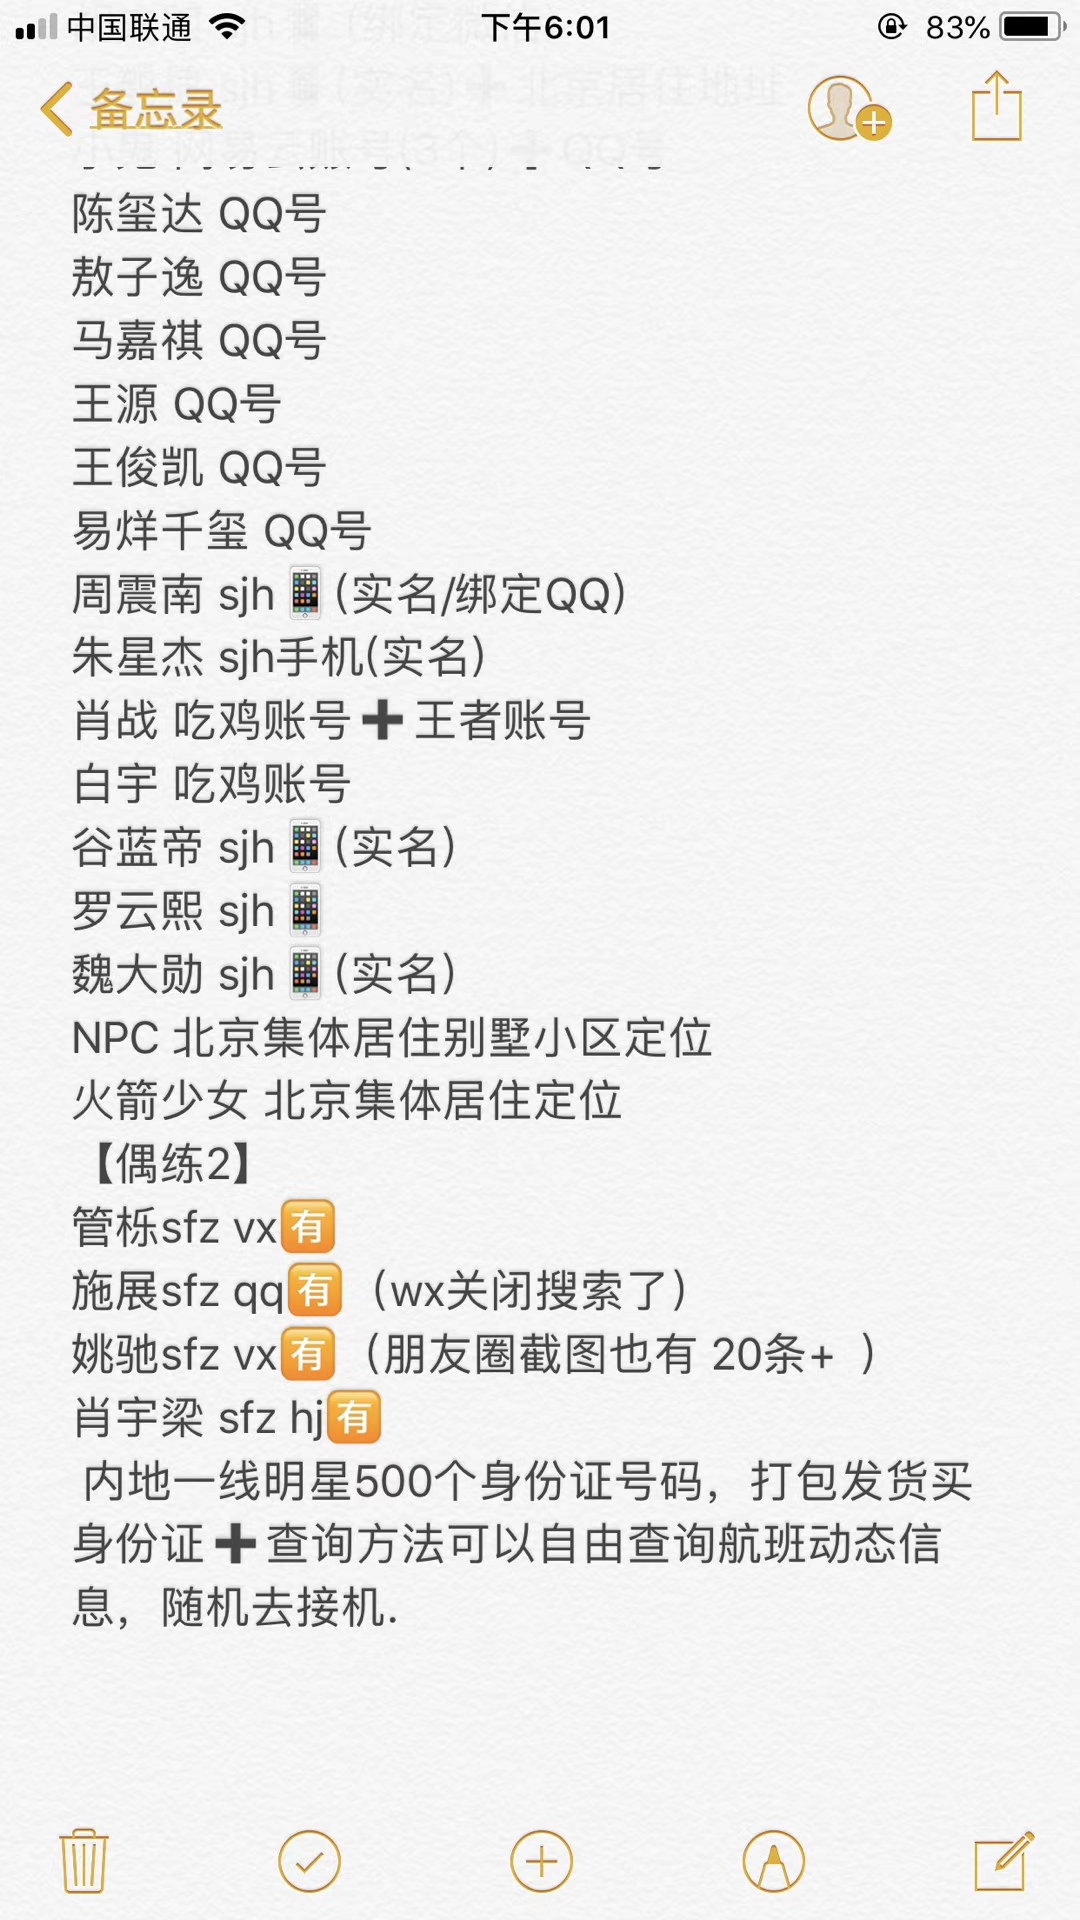 中国联通 下午6:01 83%
备忘录
陈玺达 QQ号
敖子逸 QQ号
马嘉祺 QQ号
王源 QQ号
王俊凯 QQ号
易烊千玺 QQ号
周震南 sjh📱(实名/绑定QQ)
朱星杰 sjh手机(实名)
肖战 吃鸡账号➕王者账号
白宇 吃鸡账号
谷蓝帝 sjh📱(实名)
罗云熙 sjh📱
魏大勋 sjh📱(实名)
NPC 北京集体居住别墅小区定位
火箭少女 北京集体居住定位
【偶练2】
管栎sfz vx🈶
施展sfz qq🈶（wx关闭搜索了）
姚驰sfz vx🈶（朋友圈截图也有 20条+ ）
肖宇梁 sfz hj🈶
内地一线明星500个身份证号码，打包发货买
身份证➕查询方法可以自由查询航班动态信
息，随机去接机.